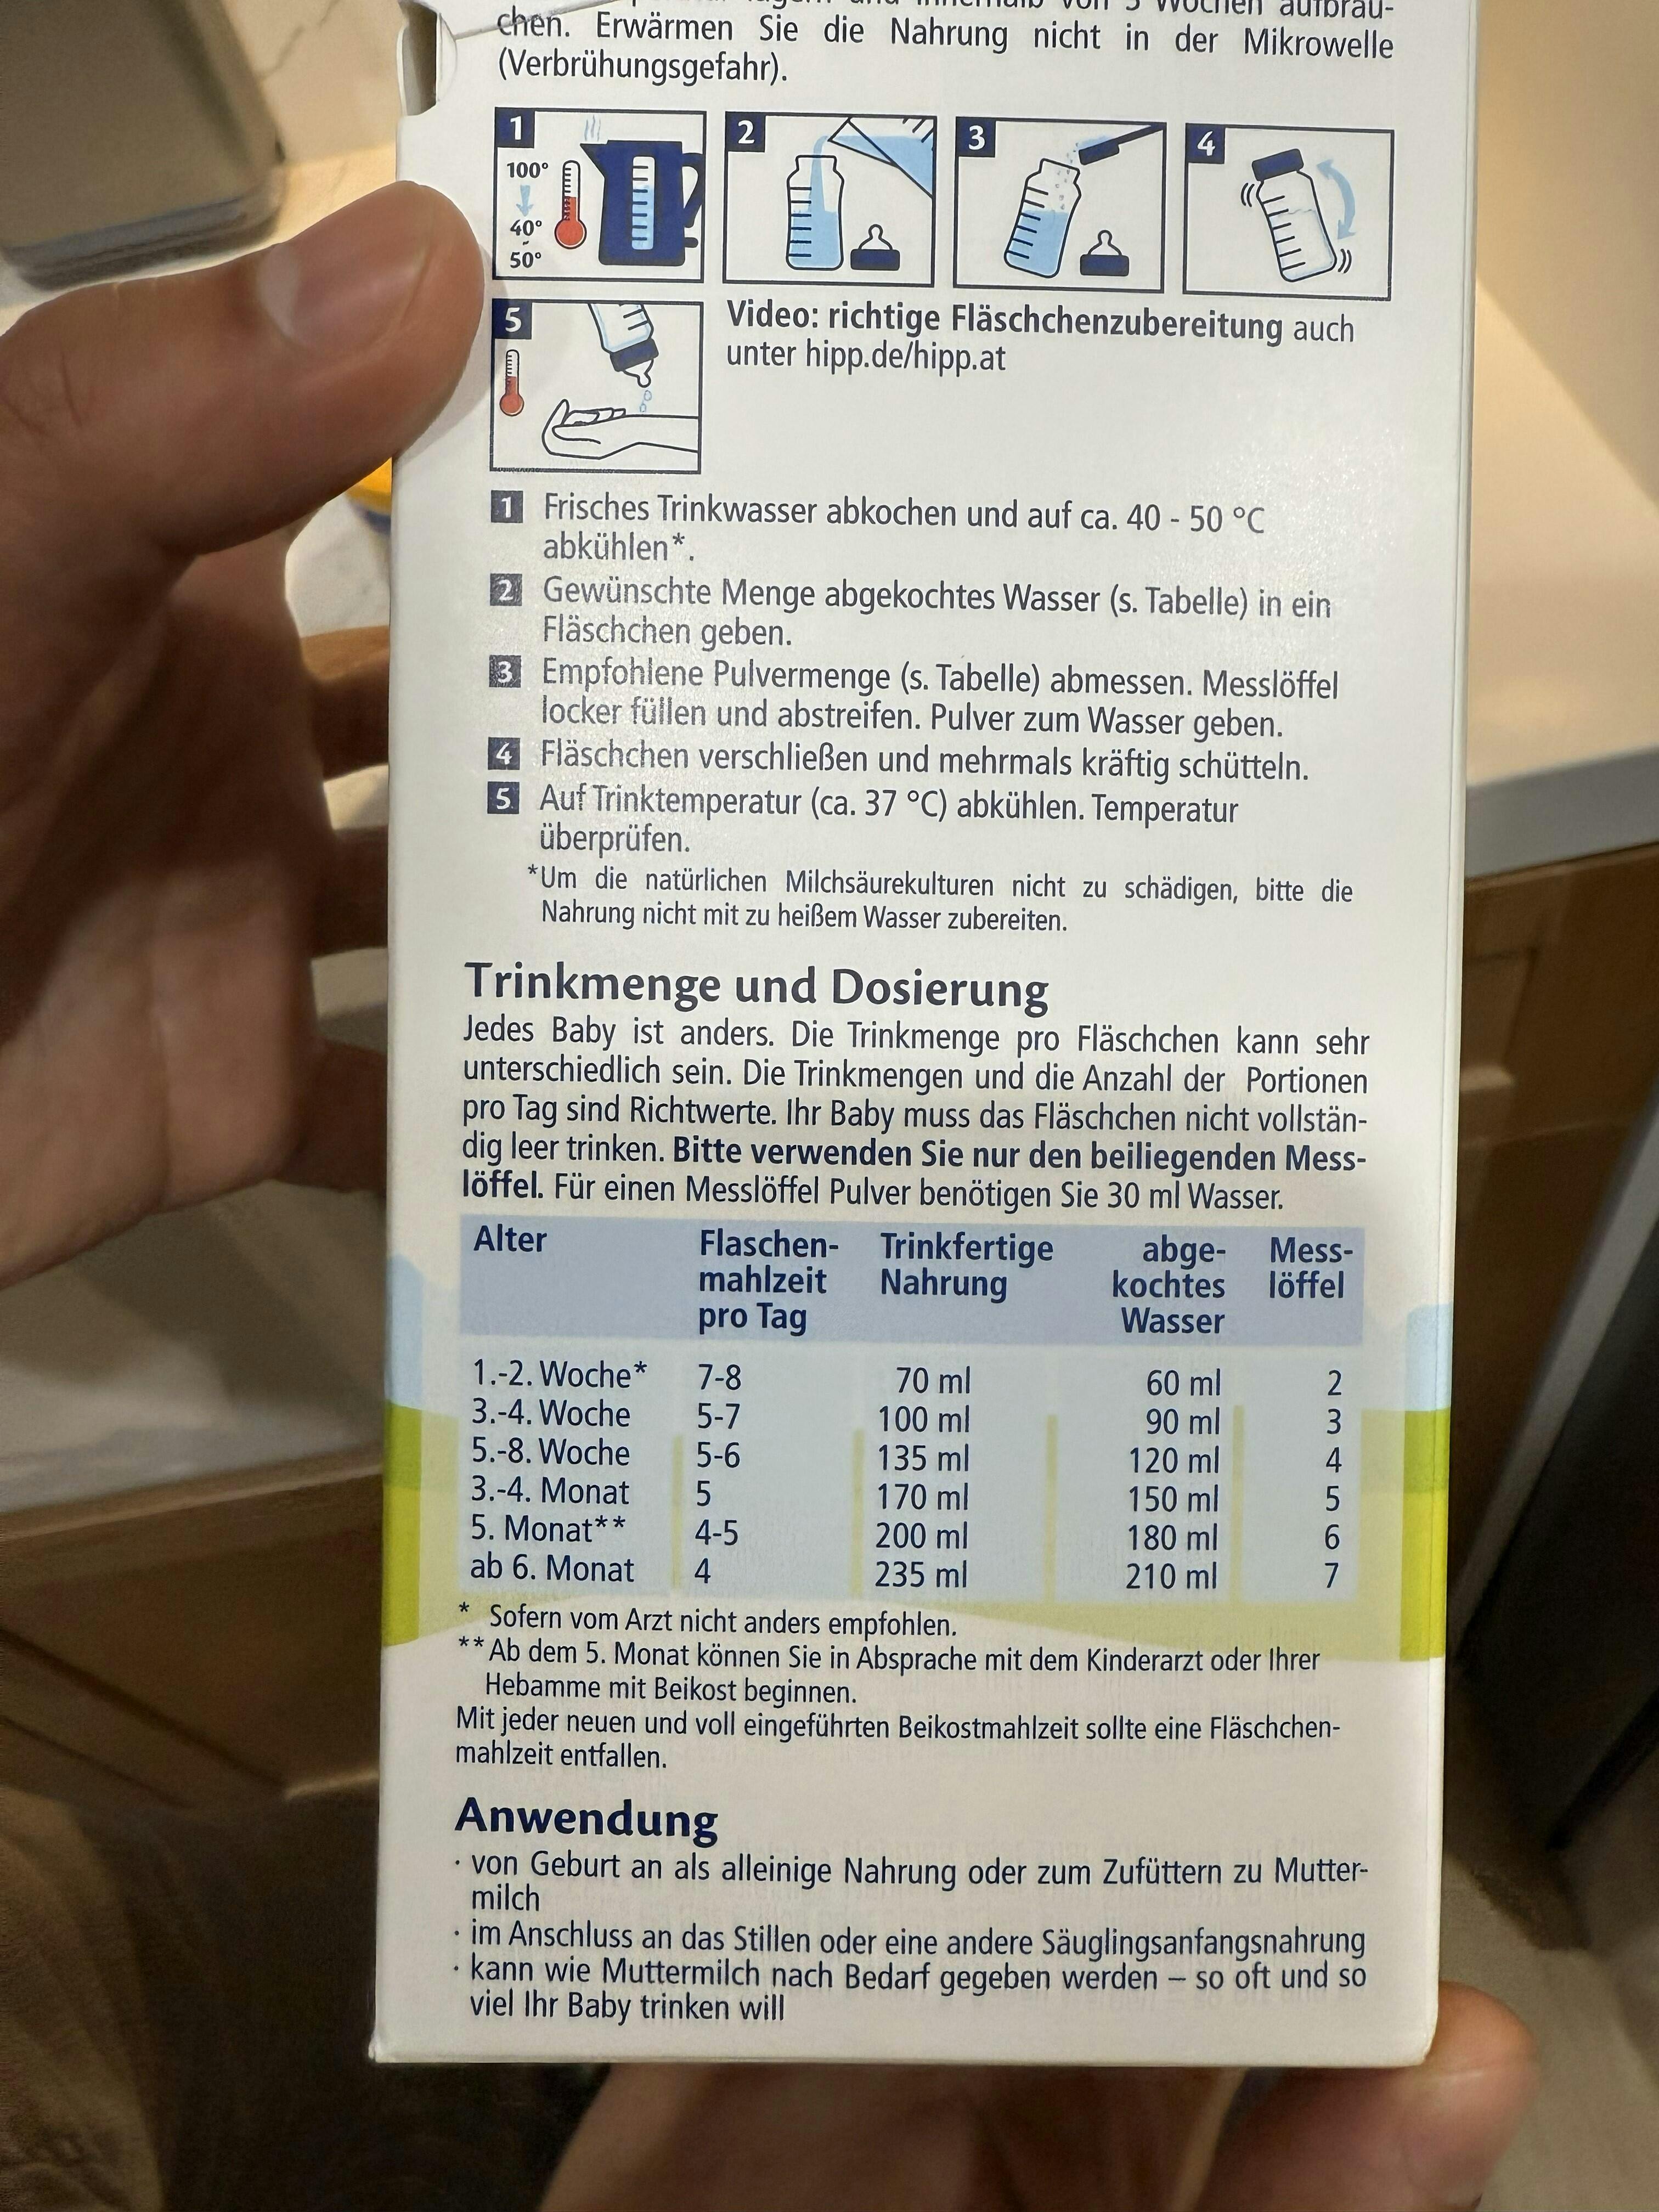 von 3 Wochen aufbrau-
chen. Erwärmen Sie die Nahrung nicht in der Mikrowelle
(Verbrühungsgefahr).
1
100°
40°
-
50°
2
3
4
5
Video: richtige Fläschchenzubereitung auch
unter hipp.de/hipp.at
1 Frisches Trinkwasser abkochen und auf ca. 40 - 50 °C
abkühlen*.
2 Gewünschte Menge abgekochtes Wasser (s. Tabelle) in ein
Fläschchen geben.
3 Empfohlene Pulvermenge (s. Tabelle) abmessen. Messlöffel
locker füllen und abstreifen. Pulver zum Wasser geben.
4 Fläschchen verschließen und mehrmals kräftig schütteln.
5 Auf Trinktemperatur (ca. 37 °C) abkühlen. Temperatur
überprüfen.
*Um die natürlichen Milchsäurekulturen nicht zu schädigen, bitte die
Nahrung nicht mit zu heißem Wasser zubereiten.
Trinkmenge und Dosierung
Jedes Baby ist anders. Die Trinkmenge pro Fläschchen kann sehr
unterschiedlich sein. Die Trinkmengen und die Anzahl der Portionen
pro Tag sind Richtwerte. Ihr Baby muss das Fläschchen nicht vollstän-
dig leer trinken. Bitte verwenden Sie nur den beiliegenden Mess-
löffel. Für einen Messlöffel Pulver benötigen Sie 30 ml Wasser.
Alter Flaschen- Trinkfertige abge- Mess-
mahlzeit Nahrung kochtes löffel
pro Tag Wasser
1.-2. Woche* 7-8 70 ml 60 ml 2
3.-4. Woche 5-7 100 ml 90 ml 3
5.-8. Woche 5-6 135 ml 120 ml 4
3.-4. Monat 5 170 ml 150 ml 5
5. Monat** 4-5 200 ml 180 ml 6
ab 6. Monat 4 235 ml 210 ml 7
* Sofern vom Arzt nicht anders empfohlen.
** Ab dem 5. Monat können Sie in Absprache mit dem Kinderarzt oder Ihrer
Hebamme mit Beikost beginnen.
Mit jeder neuen und voll eingeführten Beikostmahlzeit sollte eine Fläschchen-
mahlzeit entfallen.
Anwendung
· von Geburt an als alleinige Nahrung oder zum Zufüttern zu Mutter-
milch
· im Anschluss an das Stillen oder eine andere Säuglingsanfangsnahrung
· kann wie Muttermilch nach Bedarf gegeben werden – so oft und so
viel Ihr Baby trinken will